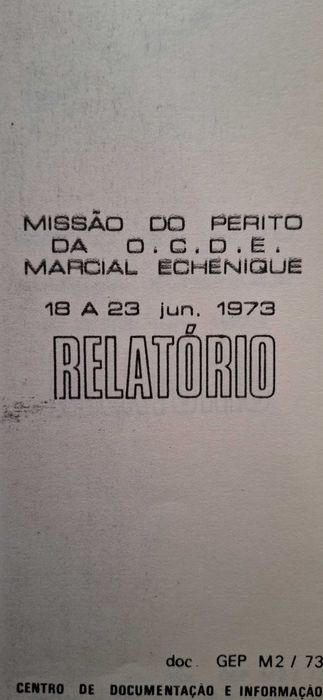 MISSÃO DO PERITO
DA O.C.D.E.
MARCIAL ECHENIQUE
18 A 23 jun. 1973
RELATÓRIO
doc. GEP M2 / 73
CENTRO DE DOCUMENTAÇÃO E INFORMAÇÃO